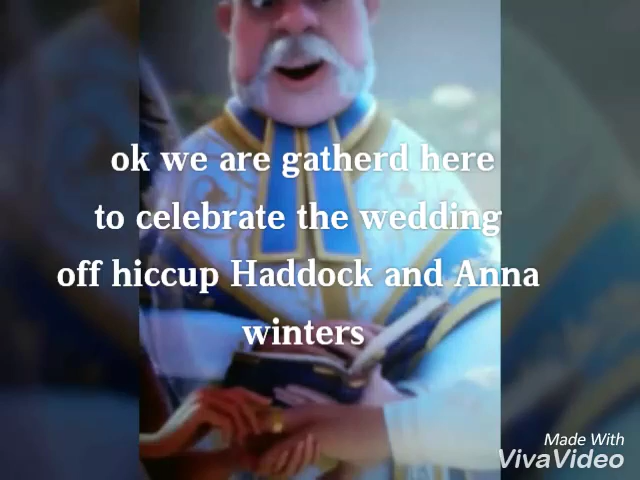 ok we are gatherd here
to celebrate the wedding
off hiccup Haddock and Anna
winters
Made With
VivaVideo